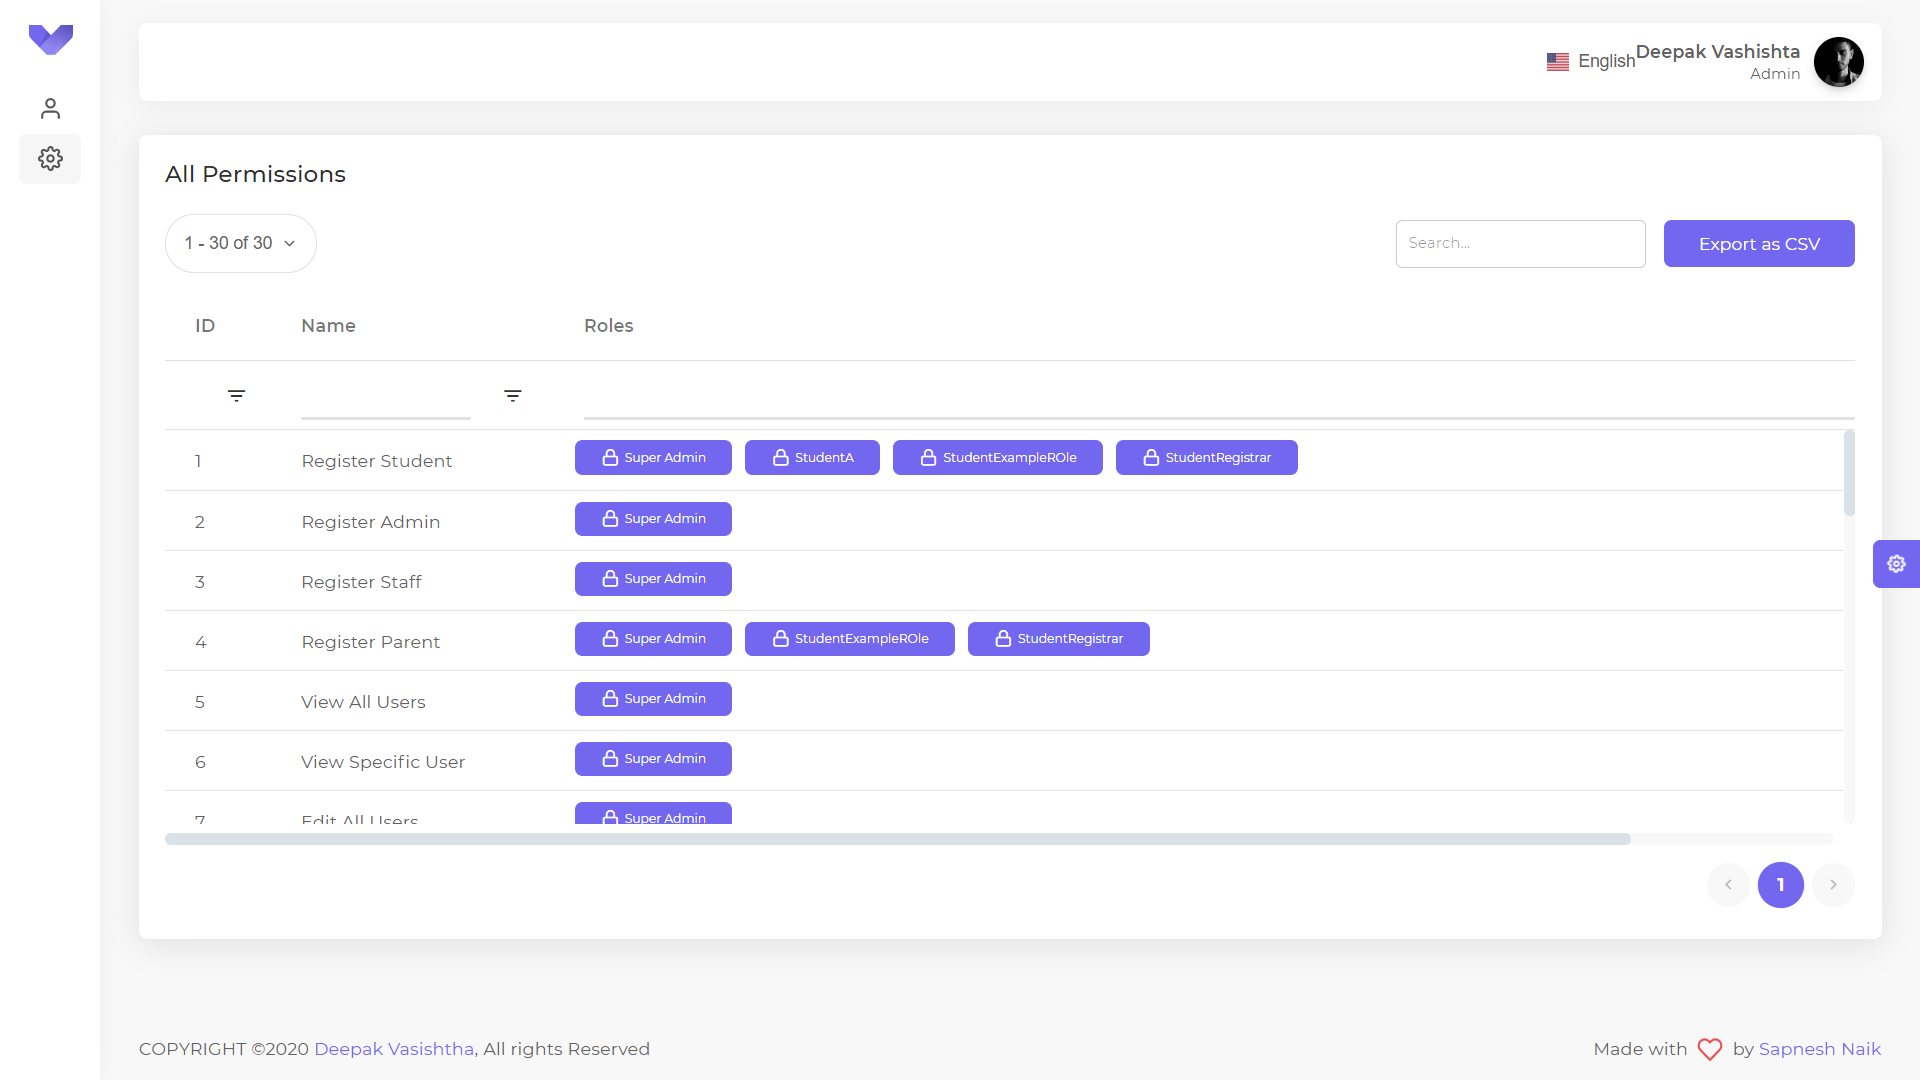 English
Deepak Vashishta
Admin
All Permissions
1 - 30 of 30
Search...
Export as CSV
ID Name Roles
1 Register Student Super Admin StudentA StudentExampleROle StudentRegistrar
2 Register Admin Super Admin
3 Register Staff Super Admin
4 Register Parent Super Admin StudentExampleROle StudentRegistrar
5 View All Users Super Admin
6 View Specific User Super Admin
7 Edit All Users Super Admin
1
COPYRIGHT ©2020 Deepak Vasishtha, All rights Reserved
Made with by Sapnesh Naik